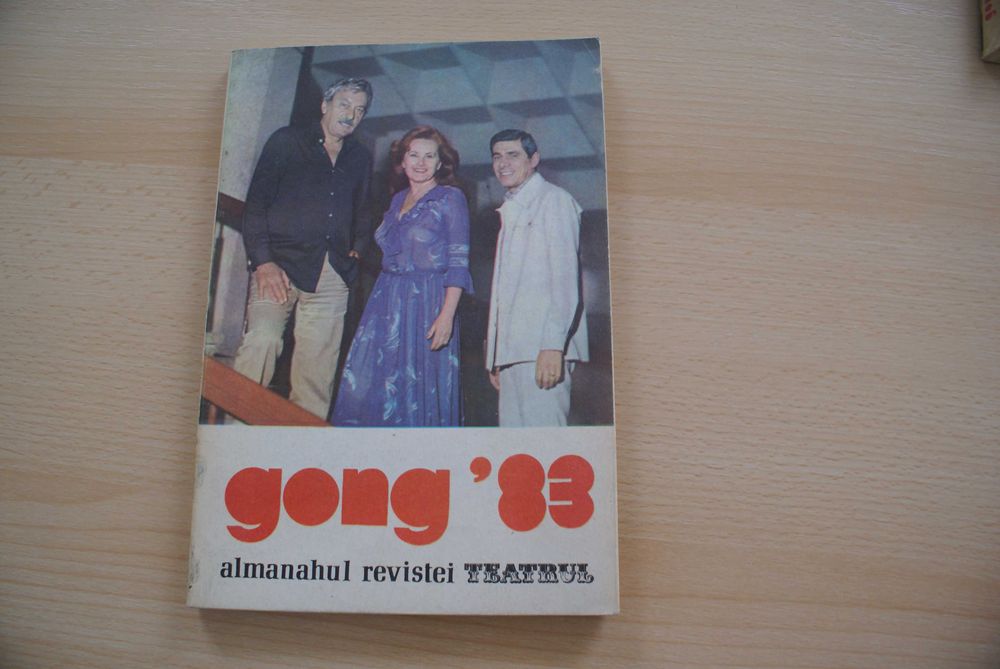 gong '83
almanahul revistei TEATRUL